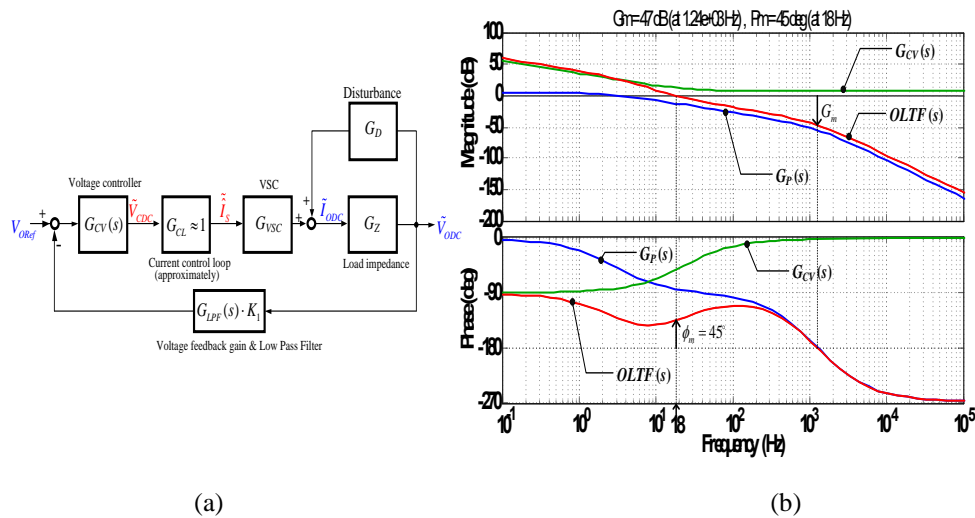 Disturbance
G_D
Voltage controller
VSC
V_ORef
+
-
G_CV(s)
Ṽ_CDC
G_CL ≈ 1
Ĩ_S
G_VSC
+
+
Ĩ_ODC
G_Z
Ṽ_ODC
Current control loop
(approximately)
Load impedance
G_LPF(s) · K_1
Voltage feedback gain & Low Pass Filter
(a)
Gm = 47 dB (at 1.24e+03 Hz) , Pm = 45 deg (at 18 Hz)
Magnitude (dB)
100
50
0
-50
-100
-150
-200
G_CV(s)
G_m
OLTF(s)
G_P(s)
Phase (deg)
0
-90
-180
-270
G_P(s)
G_CV(s)
ϕ_m = 45°
OLTF(s)
10^-1
10^0
10^1
18
10^2
10^3
10^4
10^5
Frequency (Hz)
(b)